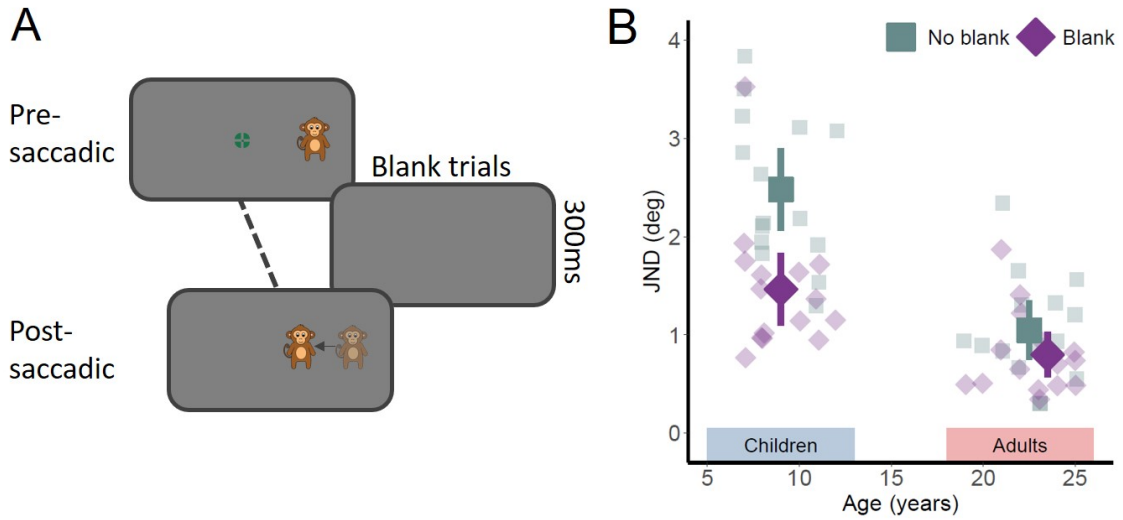 A
Pre-
saccadic
Blank trials
300ms
Post-
saccadic
B
No blank
Blank
4
3
2
1
0
JND (deg)
Children
Adults
5
10
15
20
25
Age (years)